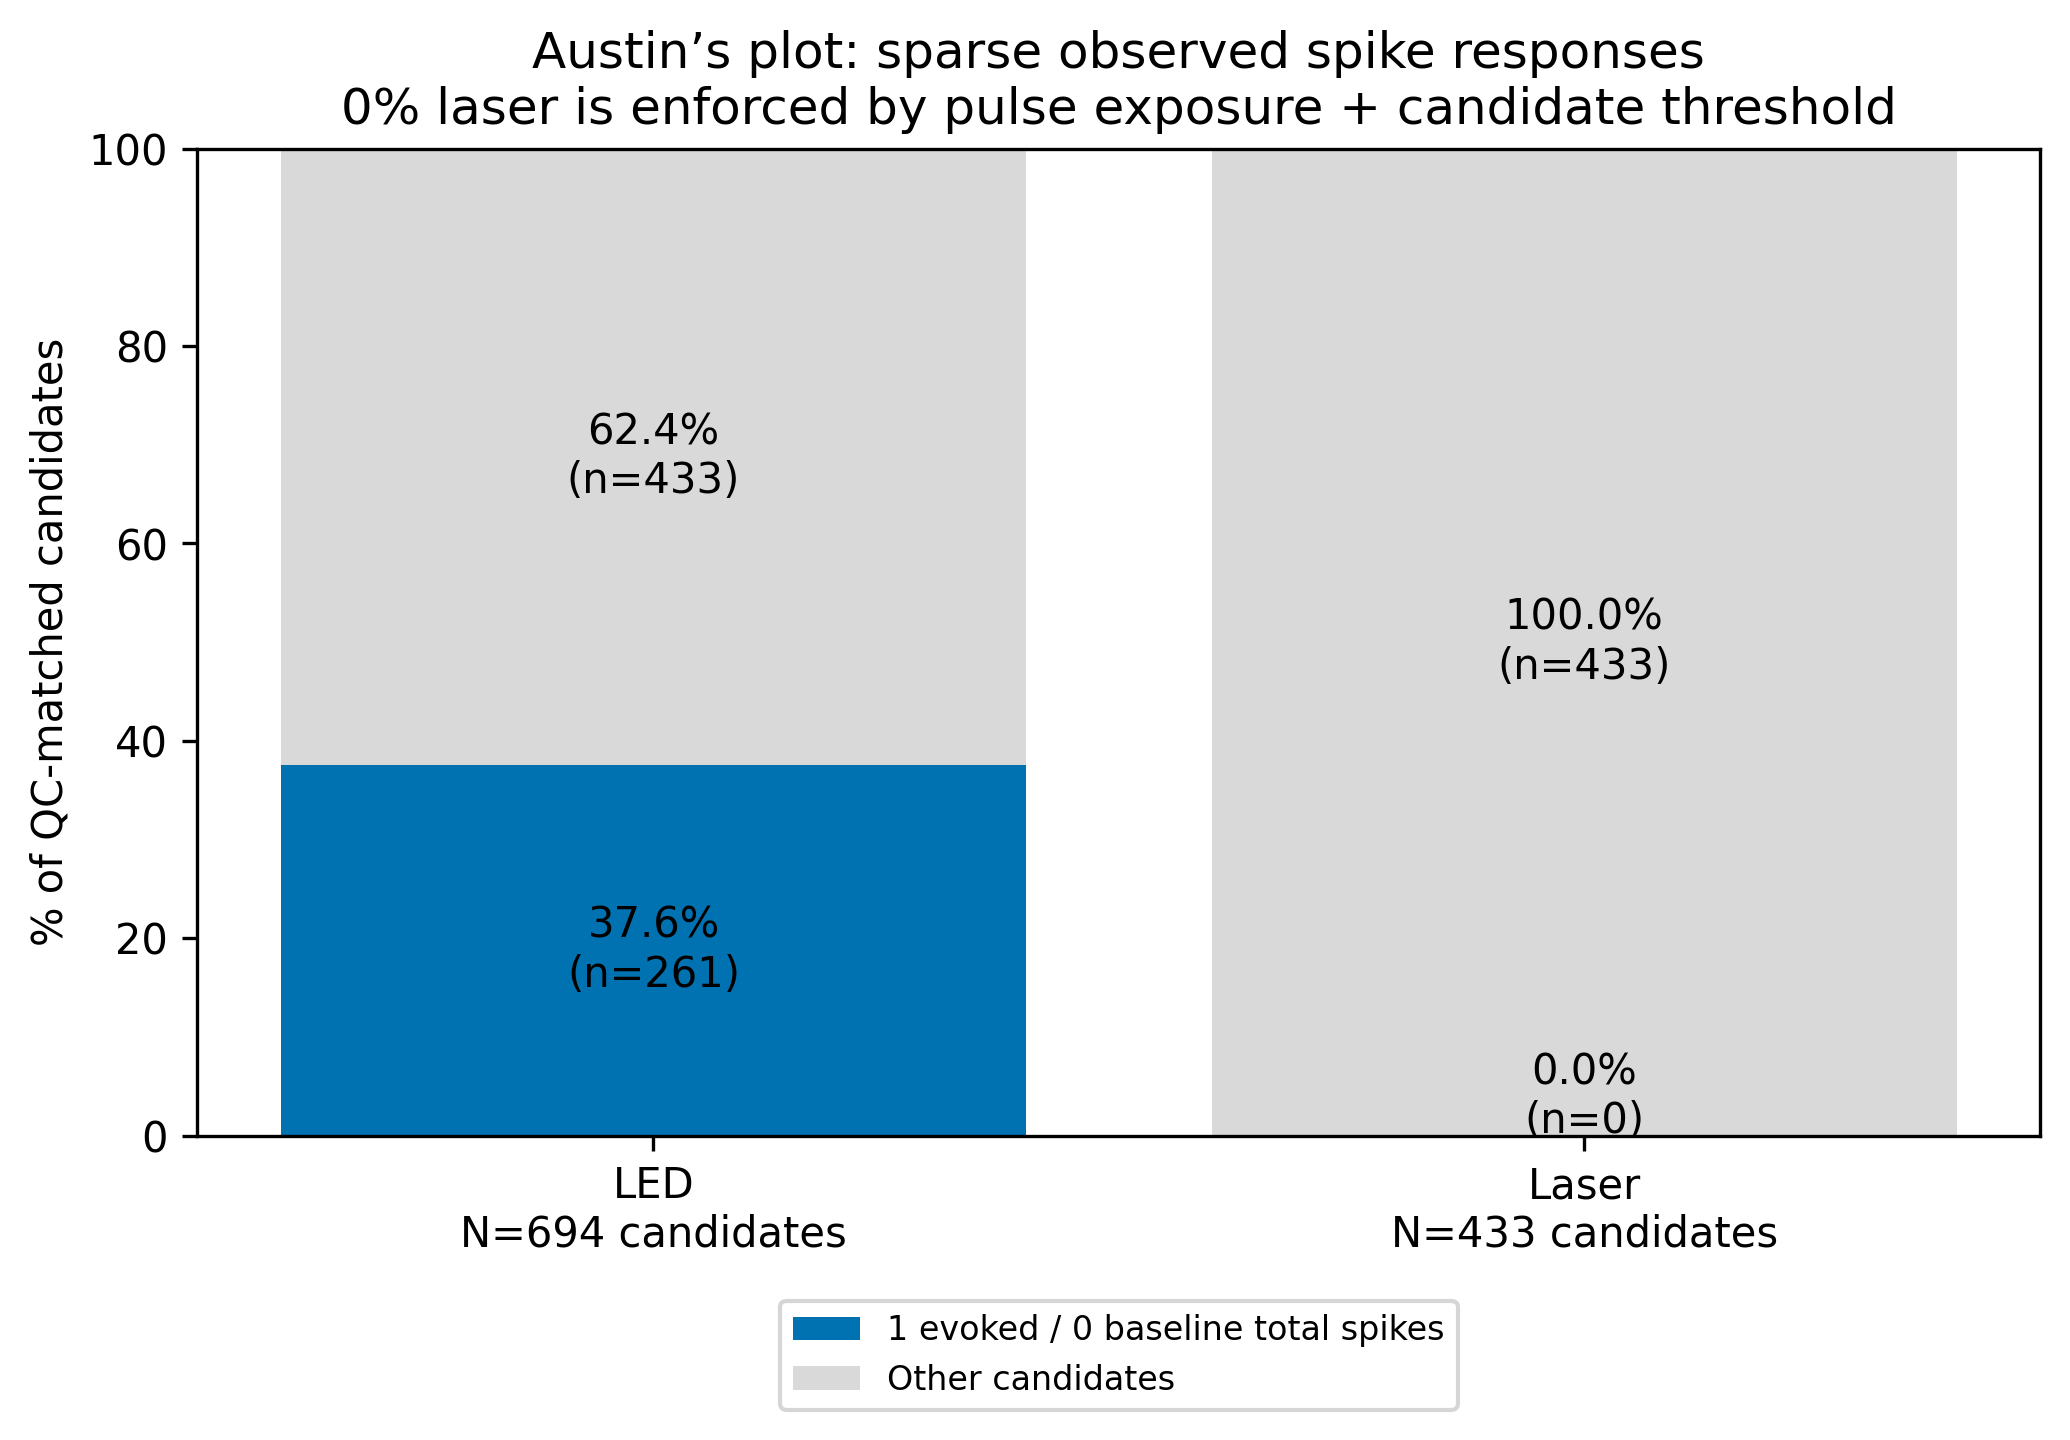 Austin’s plot: sparse observed spike responses
0% laser is enforced by pulse exposure + candidate threshold
% of QC-matched candidates
100
80
60
40
20
0
62.4%
(n=433)
37.6%
(n=261)
100.0%
(n=433)
0.0%
(n=0)
LED
N=694 candidates
Laser
N=433 candidates
1 evoked / 0 baseline total spikes
Other candidates